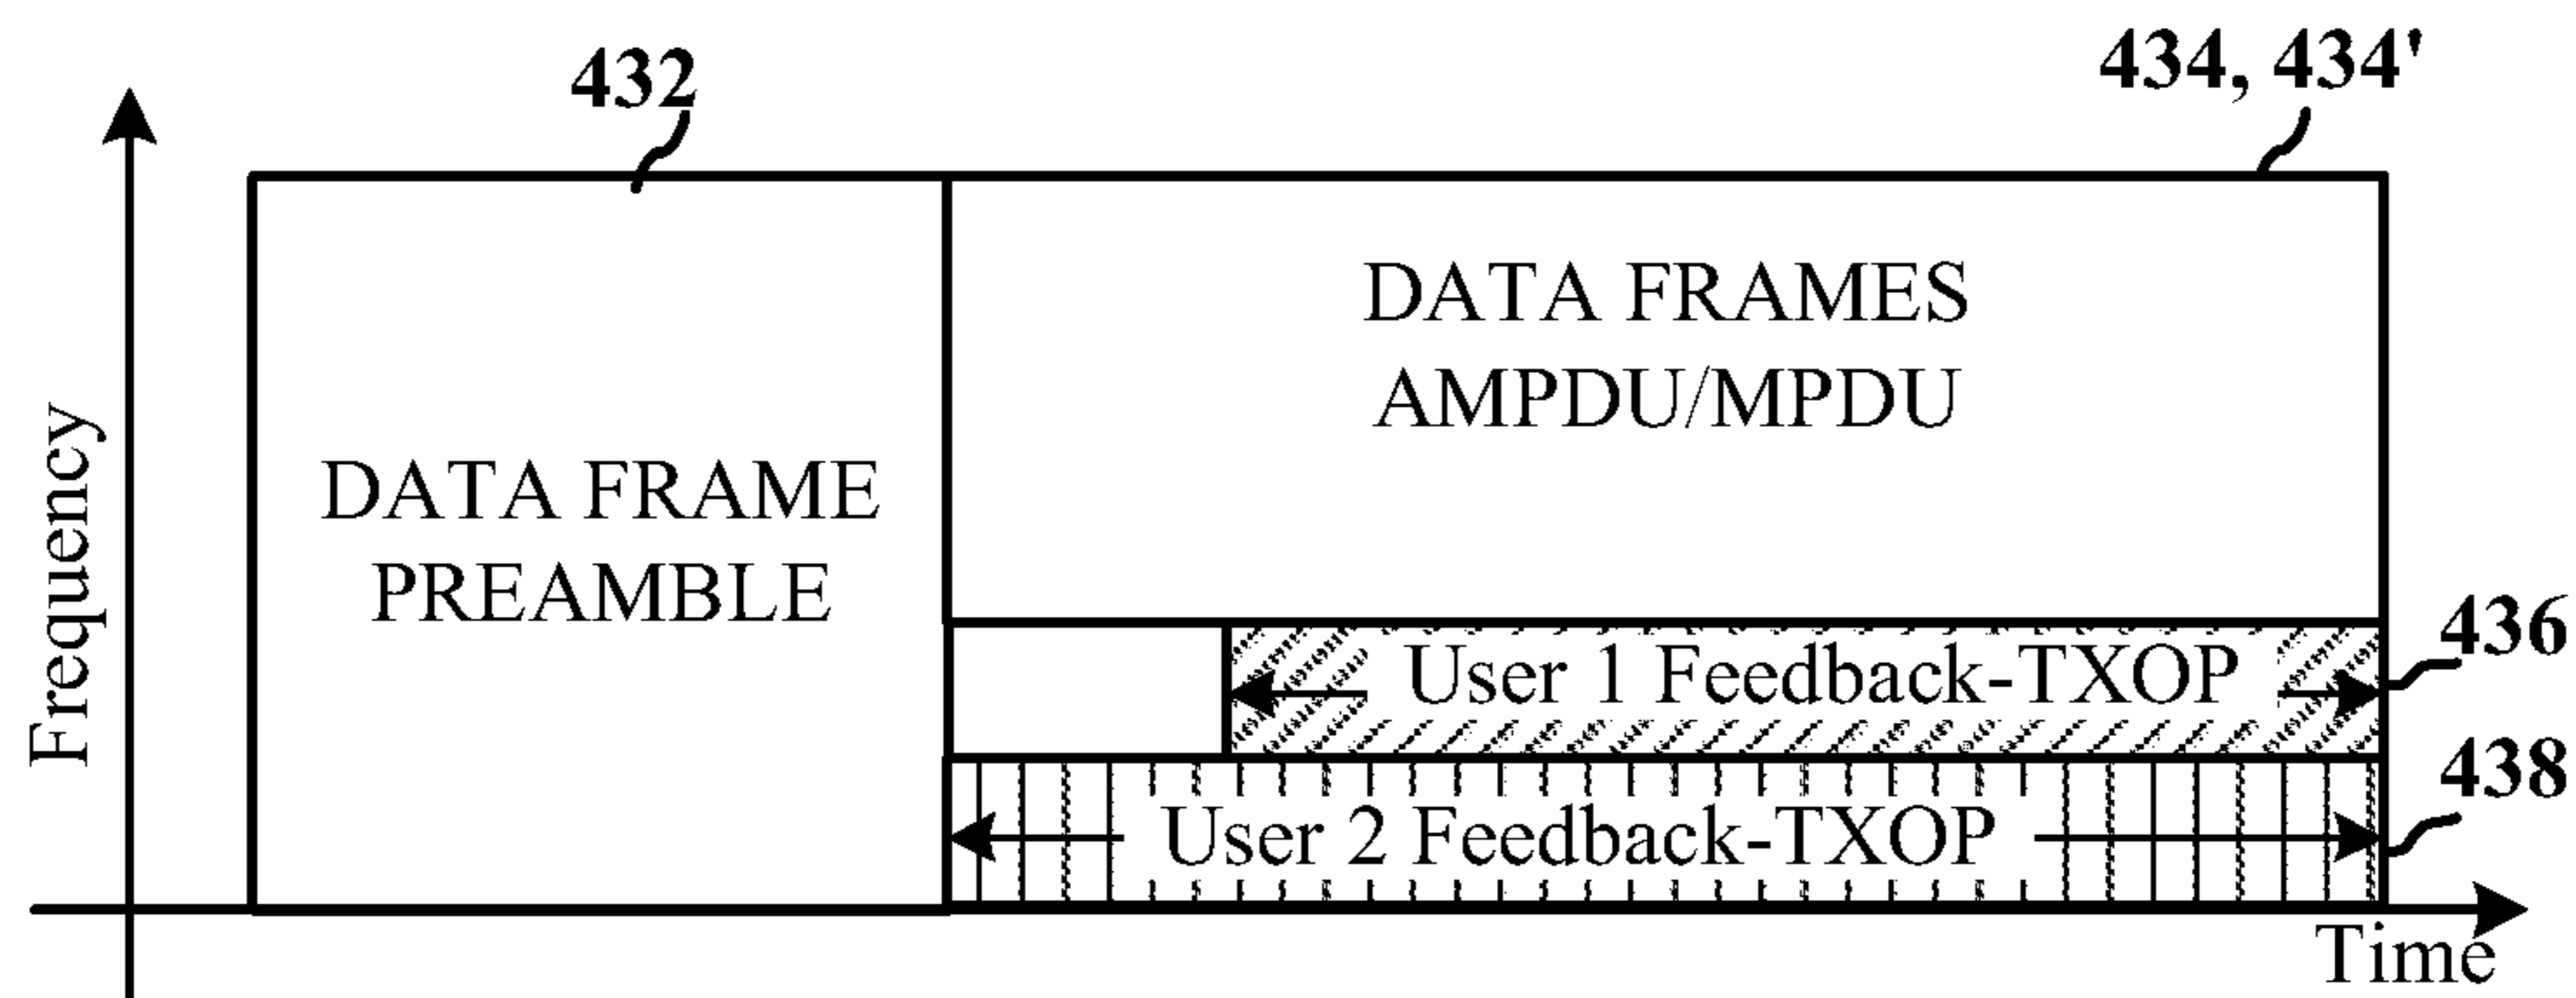 432
434, 434'
Frequency
DATA FRAME
PREAMBLE
DATA FRAMES
AMPDU/MPDU
User 1 Feedback-TXOP
436
User 2 Feedback-TXOP
438
Time